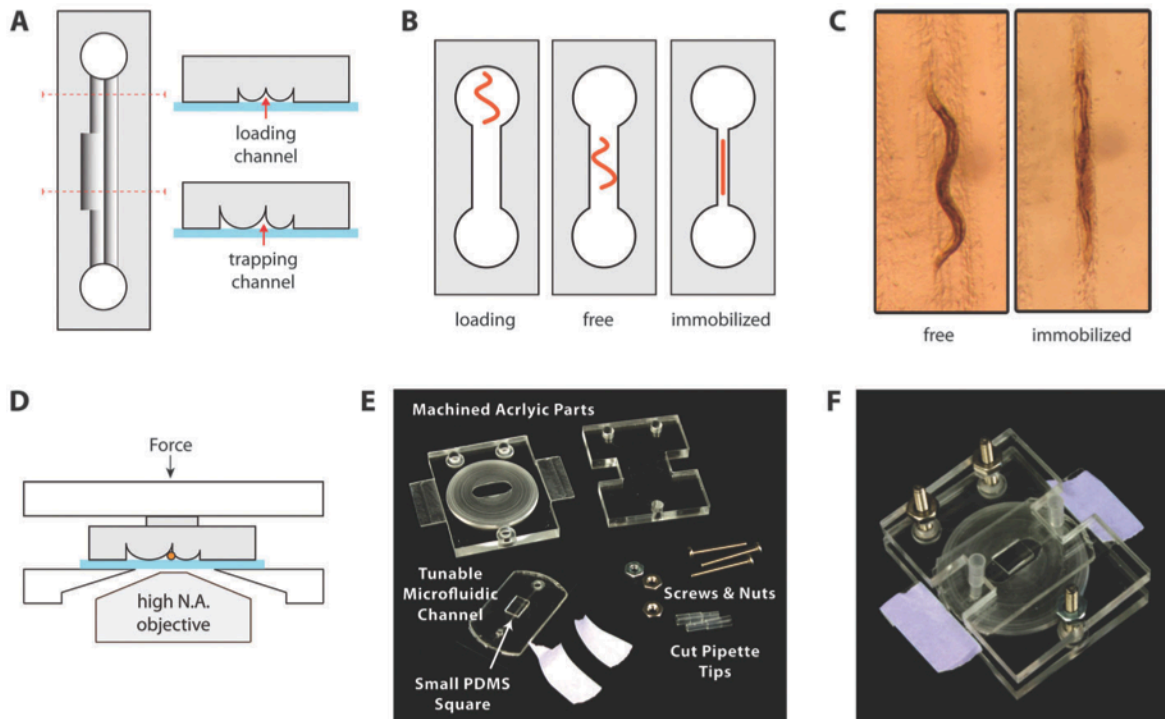 A
loading
channel
trapping
channel
B
loading
free
immobilized
C
free
immobilized
D
Force
high N.A.
objective
E
Machined Acrlyic Parts
Tunable
Microfluidic
Channel
Small PDMS
Square
Screws & Nuts
Cut Pipette
Tips
F